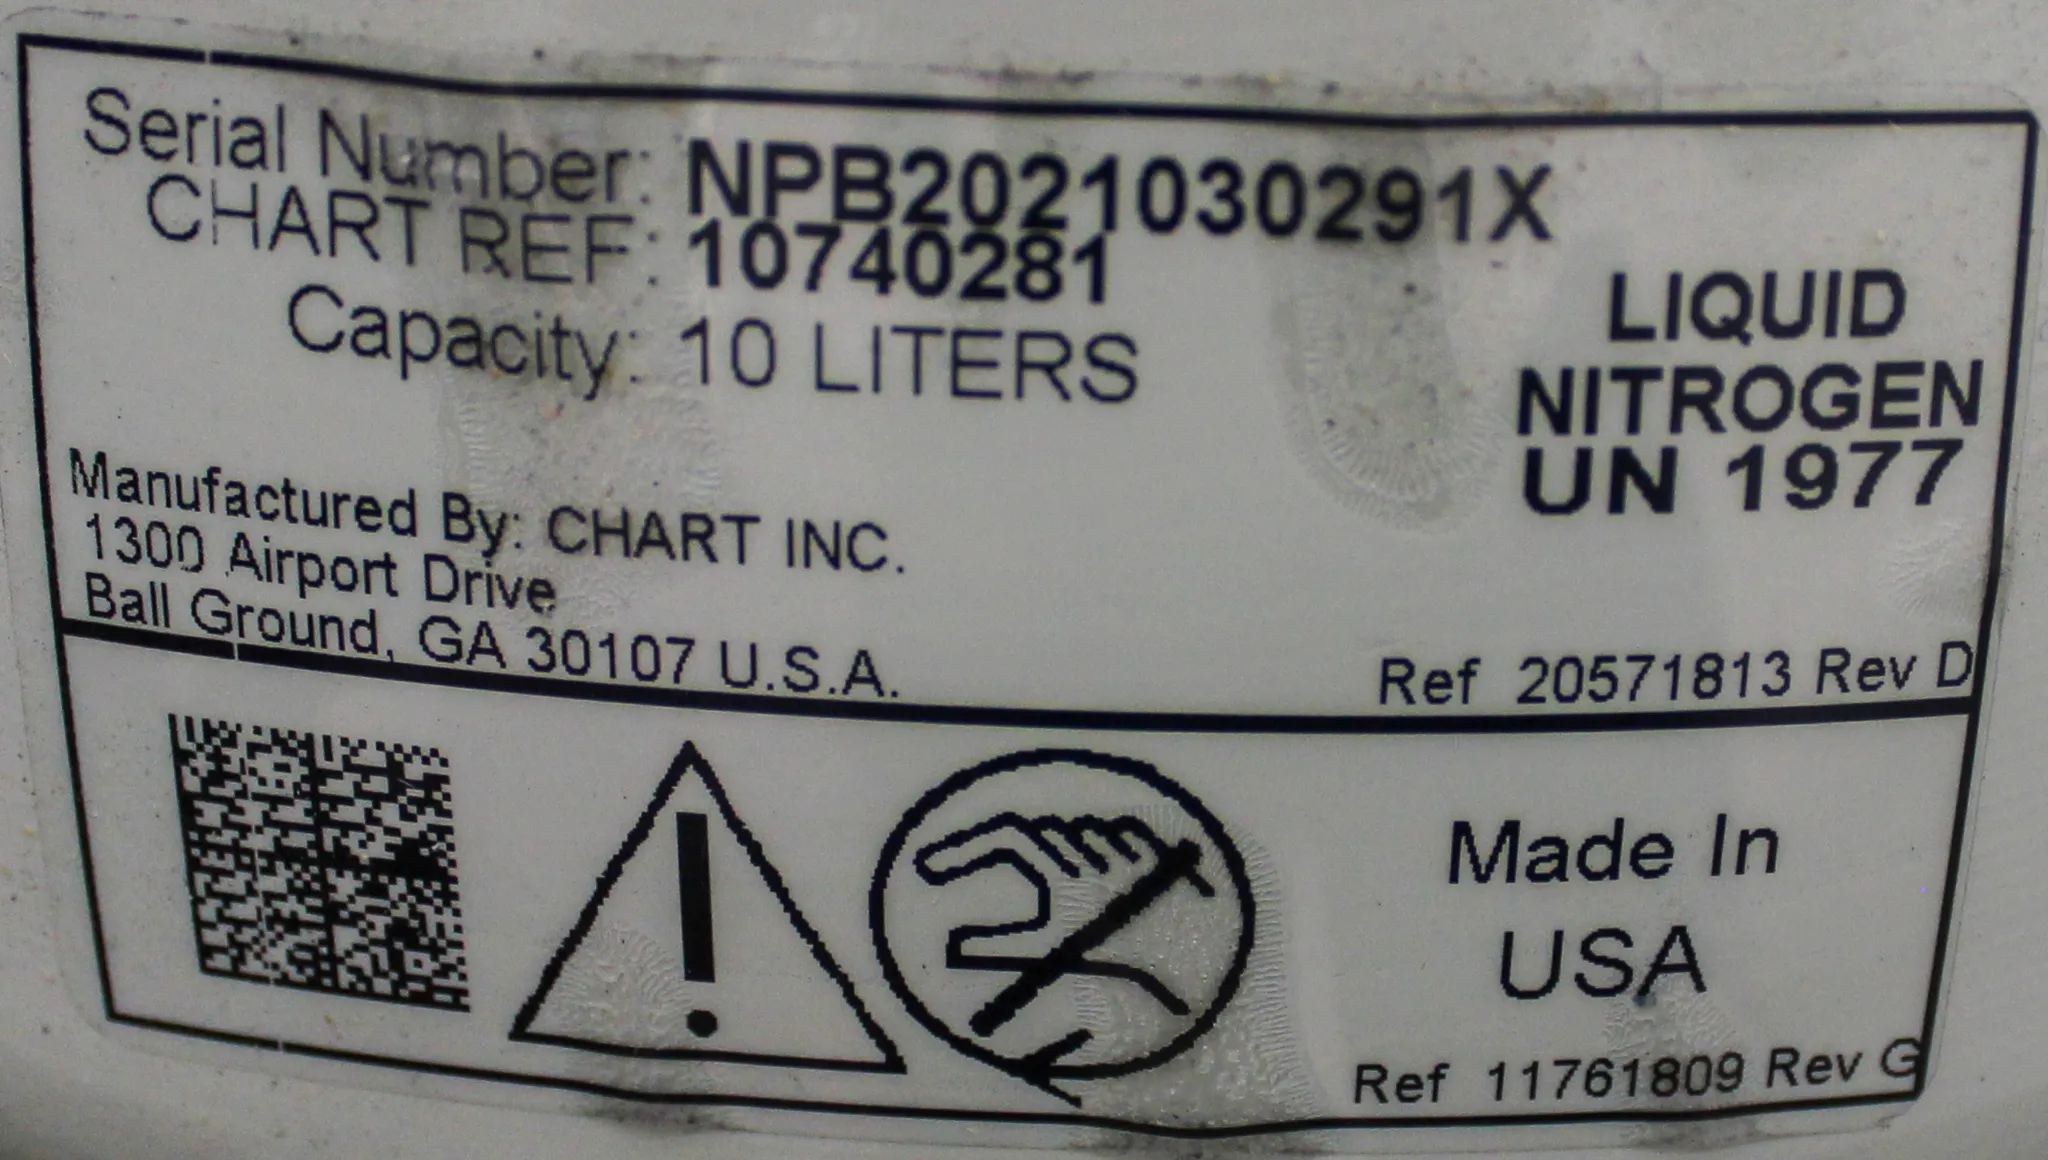 Serial Number: NPB2021030291X
CHART REF: 10740281
Capacity: 10 LITERS
LIQUID
NITROGEN
UN 1977
Manufactured By: CHART INC.
1300 Airport Drive
Ball Ground, GA 30107 U.S.A.
Ref 20571813 Rev D
Made In
USA
Ref 11761809 Rev G